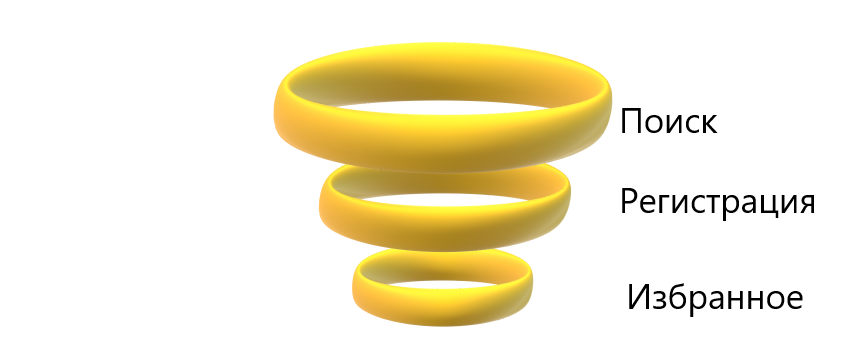 Поиск
Регистрация
Избранное